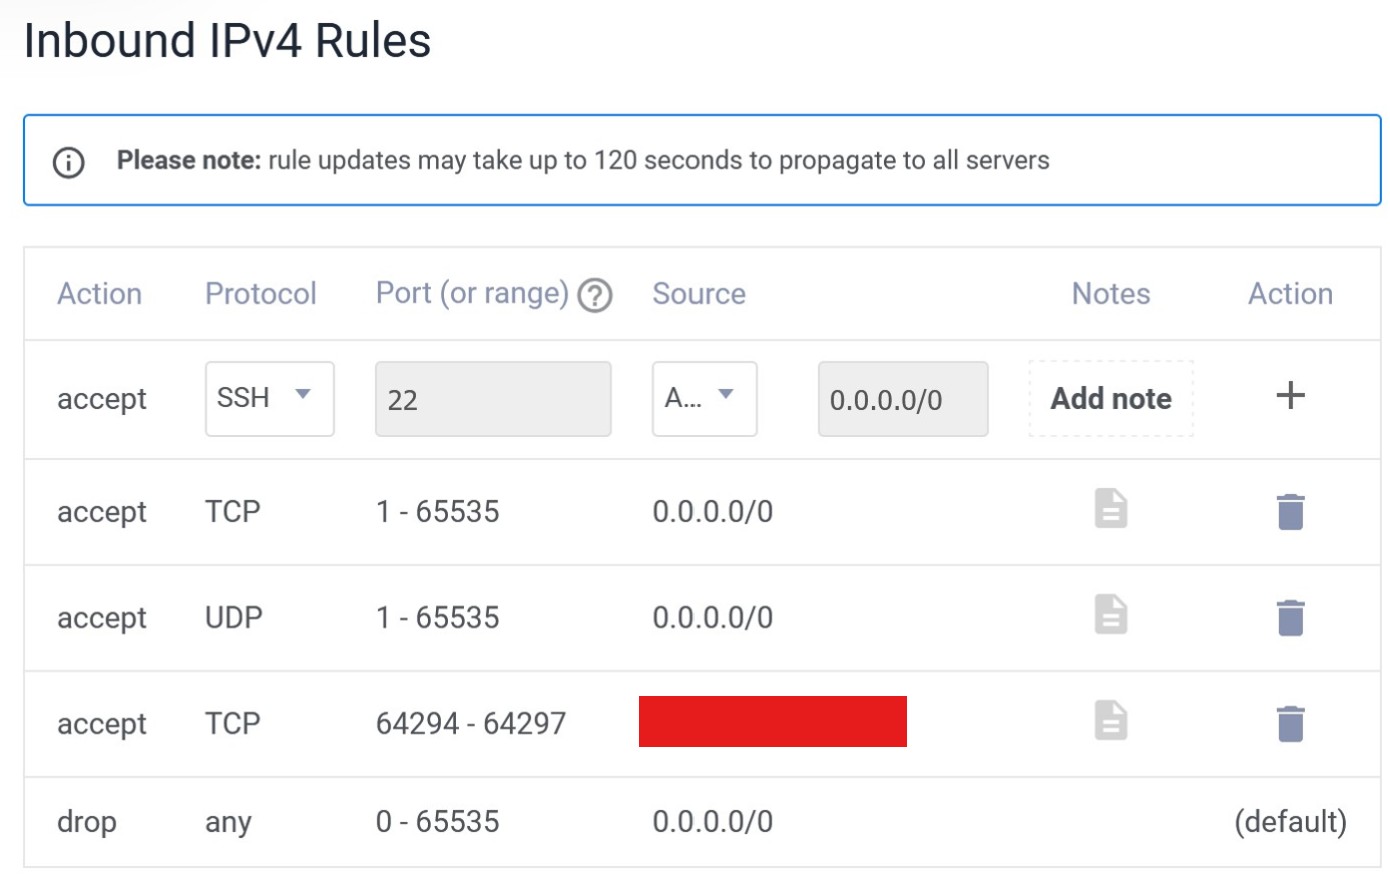 Inbound IPv4 Rules
Please note: rule updates may take up to 120 seconds to propagate to all servers
Action Protocol Port (or range) ? Source Notes Action
accept SSH 22 A... 0.0.0.0/0 Add note +
accept TCP 1 - 65535 0.0.0.0/0
accept UDP 1 - 65535 0.0.0.0/0
accept TCP 64294 - 64297
drop any 0 - 65535 0.0.0.0/0 (default)